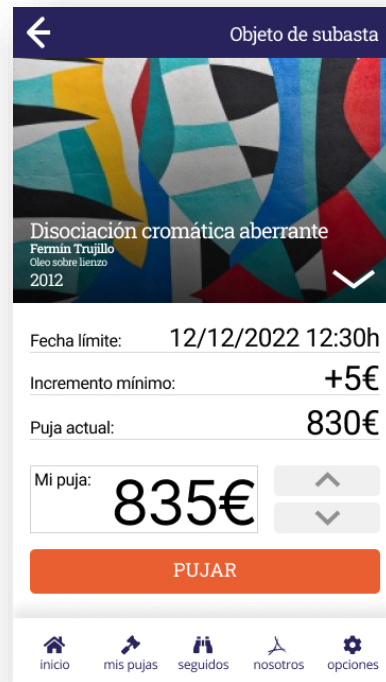 Objeto de subasta
Disociación cromática aberrante
Fermín Trujillo
Oleo sobre lienzo
2012
Fecha límite: 12/12/2022 12:30h
Incremento mínimo: +5€
Puja actual: 830€
Mi puja: 835€
PUJAR
inicio mis pujas seguidos nosotros opciones